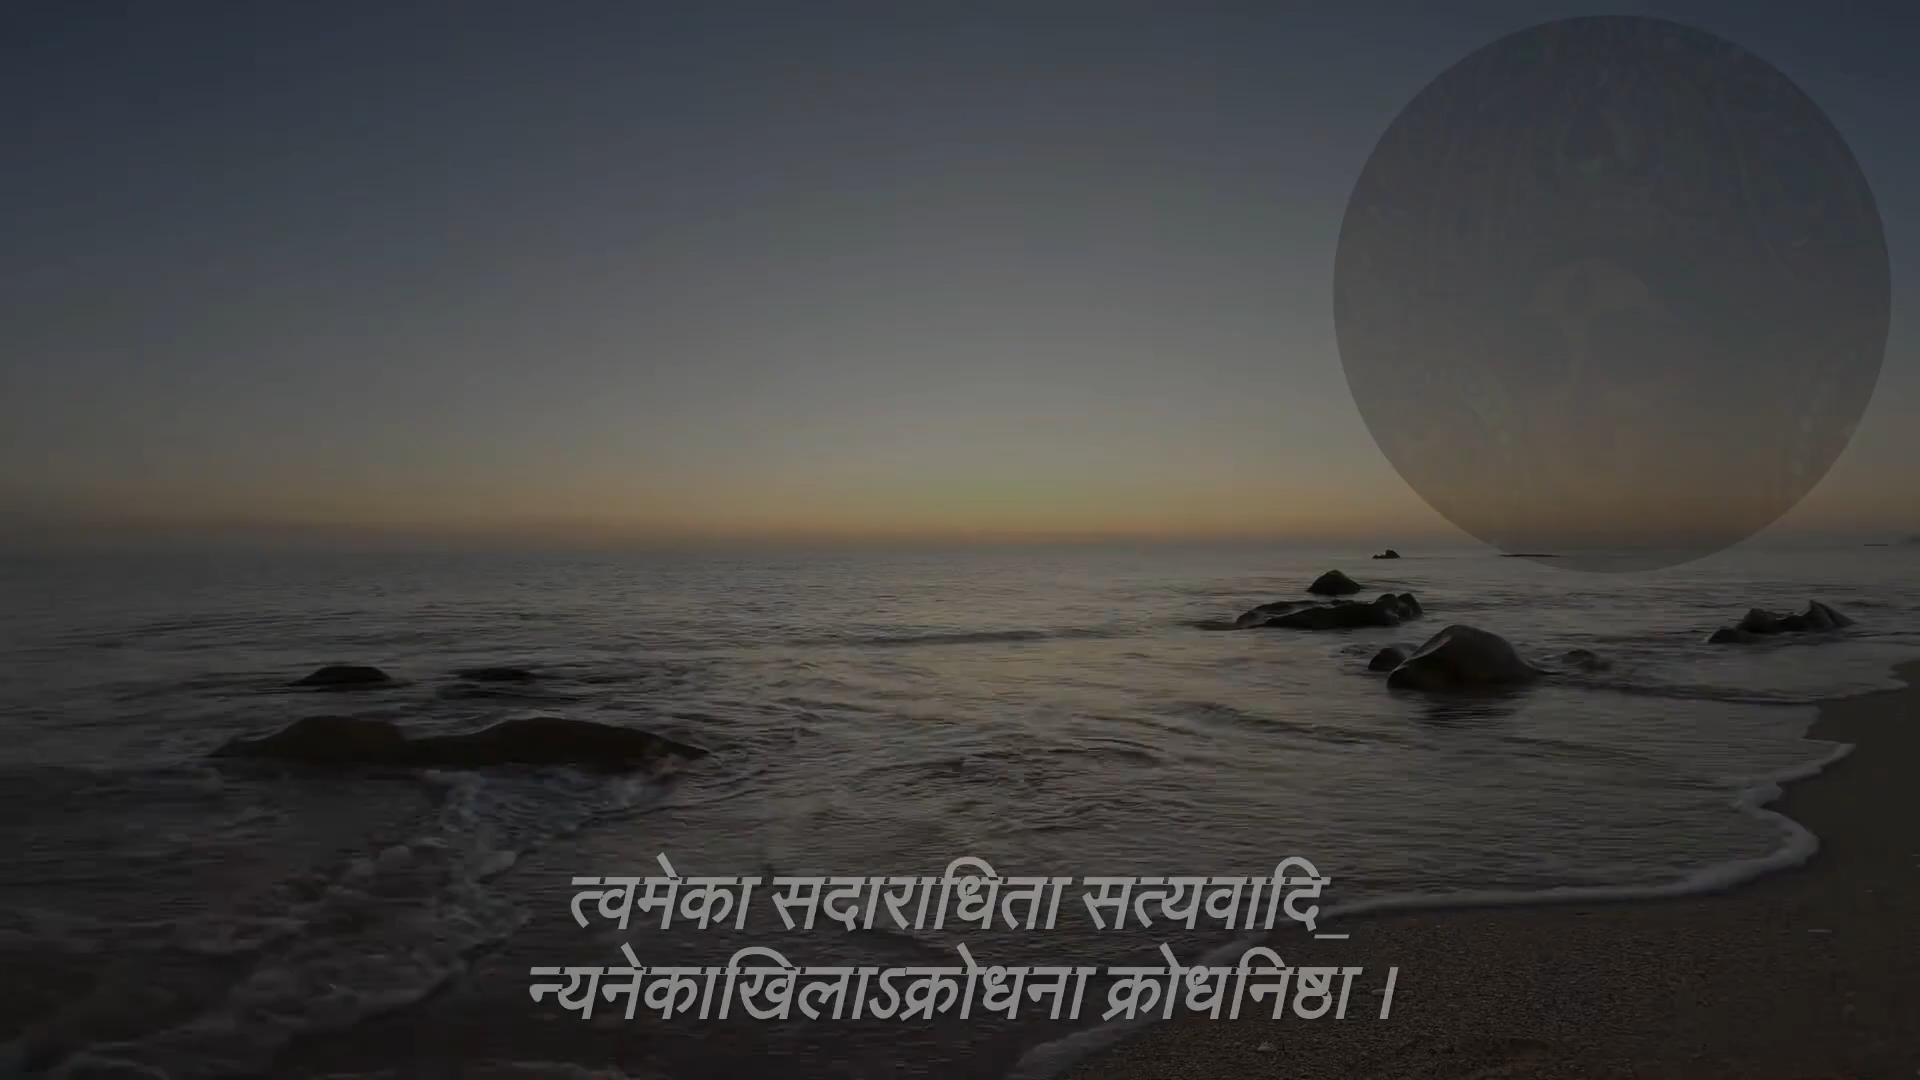 त्वमेका सदाराधिता सत्यवादि_
न्यनेकाखिलाऽक्रोधना क्रोधनिष्ठा ।